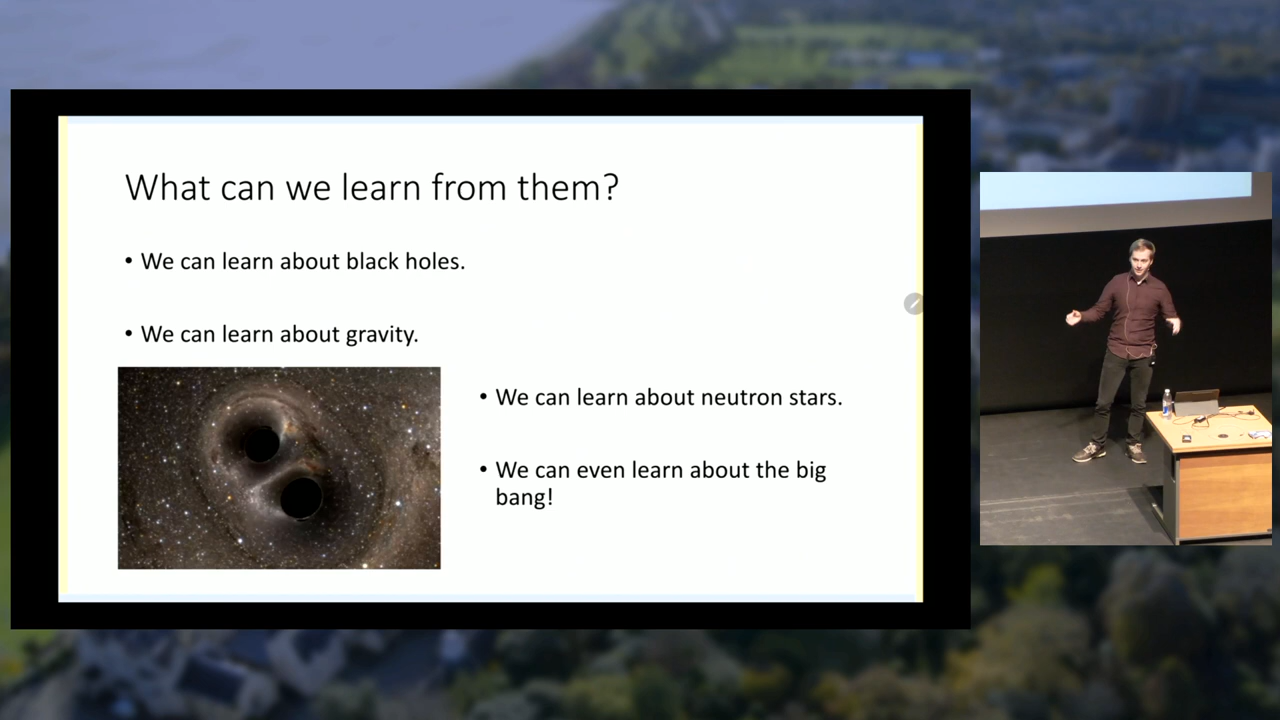 What can we learn from them?
• We can learn about black holes.
• We can learn about gravity.
• We can learn about neutron stars.
• We can even learn about the big
bang!